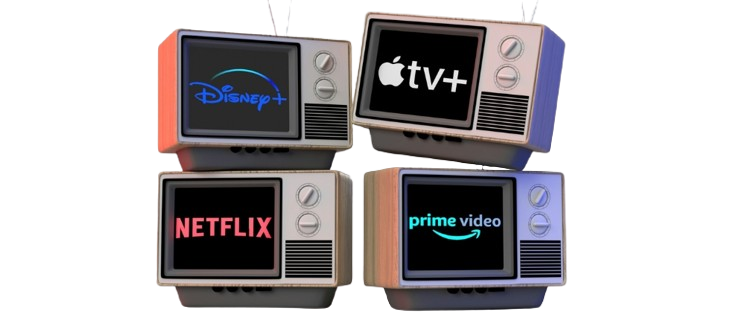 Disney+
tv+
NETFLIX
prime video